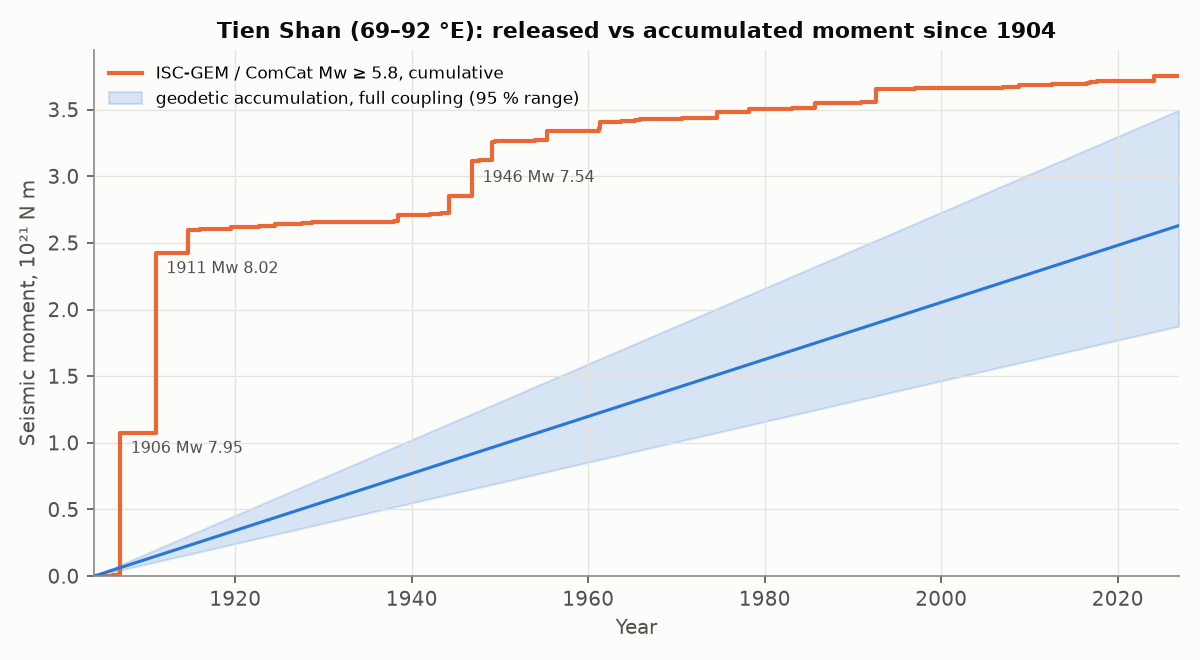 Tien Shan (69–92 °E): released vs accumulated moment since 1904
ISC-GEM / ComCat Mw ≥ 5.8, cumulative
geodetic accumulation, full coupling (95 % range)
Seismic moment, 10²¹ N m
3.5
3.0
2.5
2.0
1.5
1.0
0.5
0.0
1946 Mw 7.54
1911 Mw 8.02
1906 Mw 7.95
1920
1940
1960
1980
2000
2020
Year